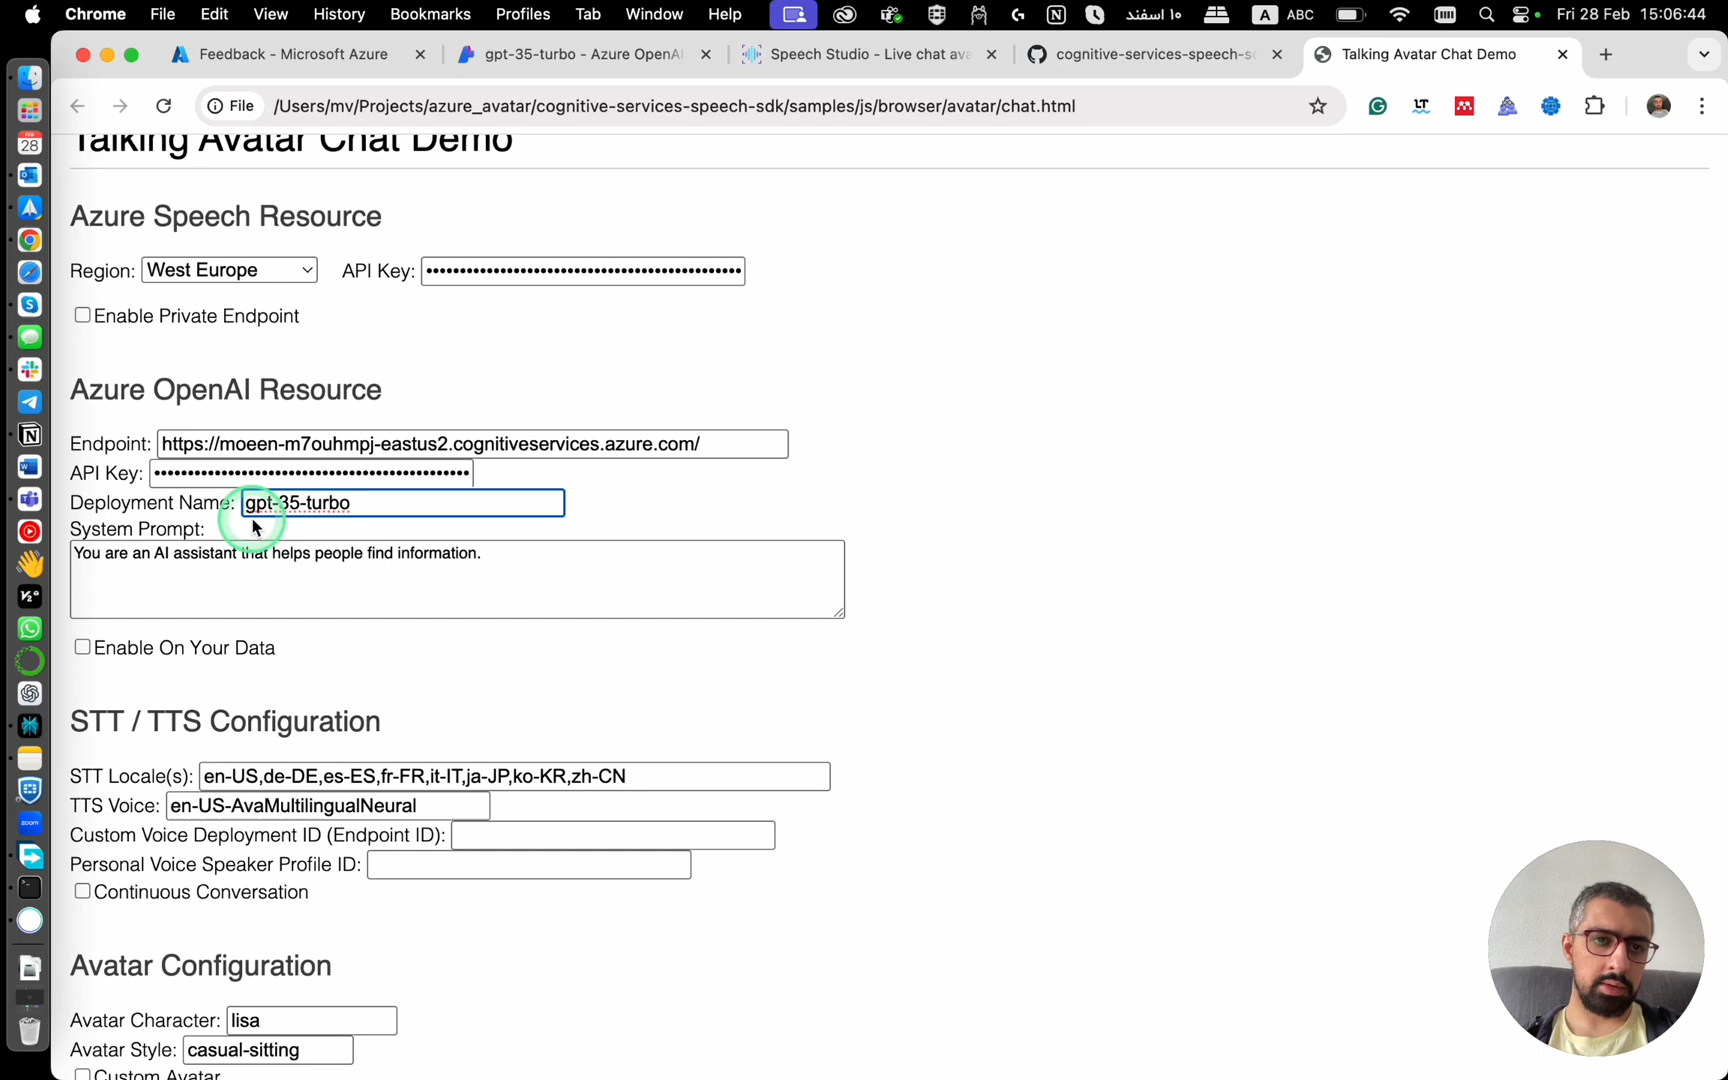 Chrome File Edit View History Bookmarks Profiles Tab Window Help ۱۰ اسفند A ABC Fri 28 Feb 15:06:44
Feedback - Microsoft Azure gpt-35-turbo - Azure OpenAI Speech Studio - Live chat ava cognitive-services-speech-s Talking Avatar Chat Demo
File /Users/mv/Projects/azure_avatar/cognitive-services-speech-sdk/samples/js/browser/avatar/chat.html
Talking Avatar Chat Demo
Azure Speech Resource
Region: West Europe API Key:
Enable Private Endpoint
Azure OpenAI Resource
Endpoint: https://moeen-m7ouhmpj-eastus2.cognitiveservices.azure.com/
API Key:
Deployment Name: gpt-35-turbo
System Prompt:
You are an AI assistant that helps people find information.
Enable On Your Data
STT / TTS Configuration
STT Locale(s): en-US,de-DE,es-ES,fr-FR,it-IT,ja-JP,ko-KR,zh-CN
TTS Voice: en-US-AvaMultilingualNeural
Custom Voice Deployment ID (Endpoint ID):
Personal Voice Speaker Profile ID:
Continuous Conversation
Avatar Configuration
Avatar Character: lisa
Avatar Style: casual-sitting
Custom Avatar